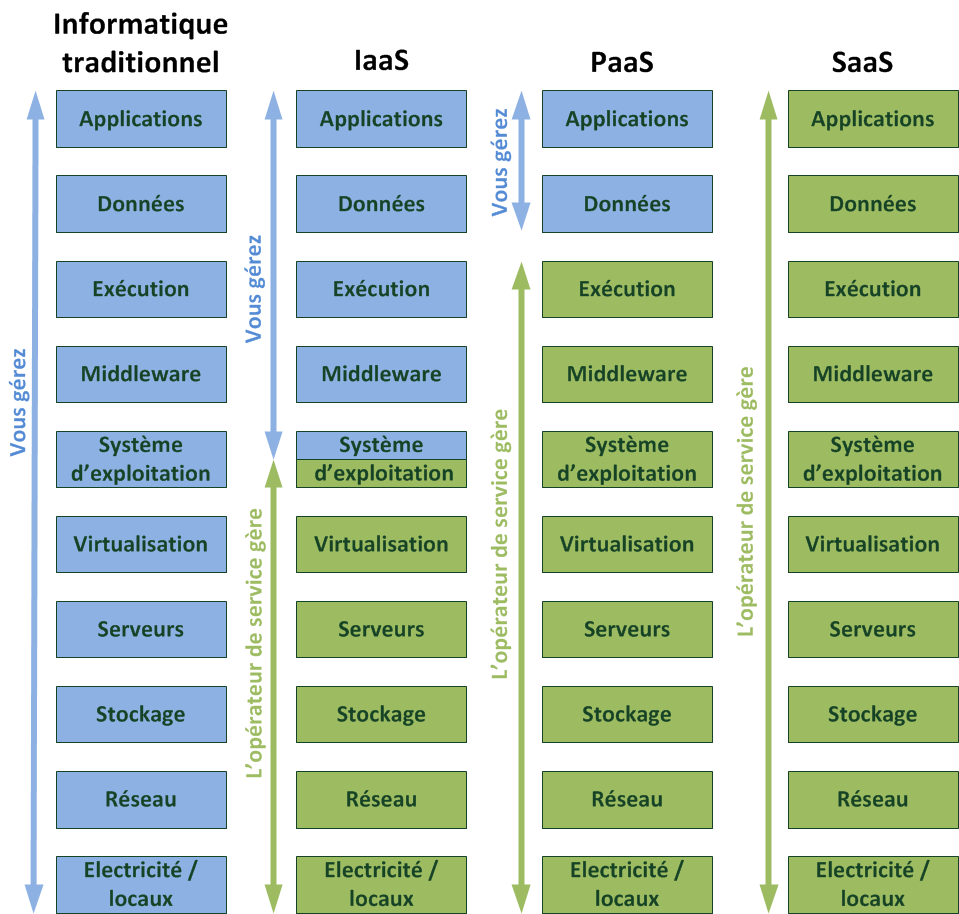 Informatique
traditionnel
Vous gérez
Applications
Données
Exécution
Middleware
Système
d’exploitation
Virtualisation
Serveurs
Stockage
Réseau
Electricité /
locaux
IaaS
Vous gérez
L’opérateur de service gère
Applications
Données
Exécution
Middleware
Système
d’exploitation
Virtualisation
Serveurs
Stockage
Réseau
Electricité /
locaux
PaaS
Vous gérez
L’opérateur de service gère
Applications
Données
Exécution
Middleware
Système
d’exploitation
Virtualisation
Serveurs
Stockage
Réseau
Electricité /
locaux
SaaS
L’opérateur de service gère
Applications
Données
Exécution
Middleware
Système
d’exploitation
Virtualisation
Serveurs
Stockage
Réseau
Electricité /
locaux